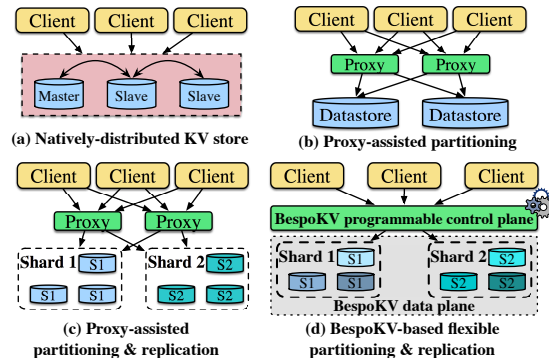 Client Client Client
Master Slave Slave
(a) Natively-distributed KV store
Client Client Client
Proxy Proxy
Datastore Datastore
(b) Proxy-assisted partitioning
Client Client Client
Proxy Proxy
Shard 1 S1 S1 S1
Shard 2 S2 S2 S2
(c) Proxy-assisted
partitioning & replication
Client Client Client
BespoKV programmable control plane
Shard 1 S1 S1 S1
Shard 2 S2 S2 S2
BespoKV data plane
(d) BespoKV-based flexible
partitioning & replication